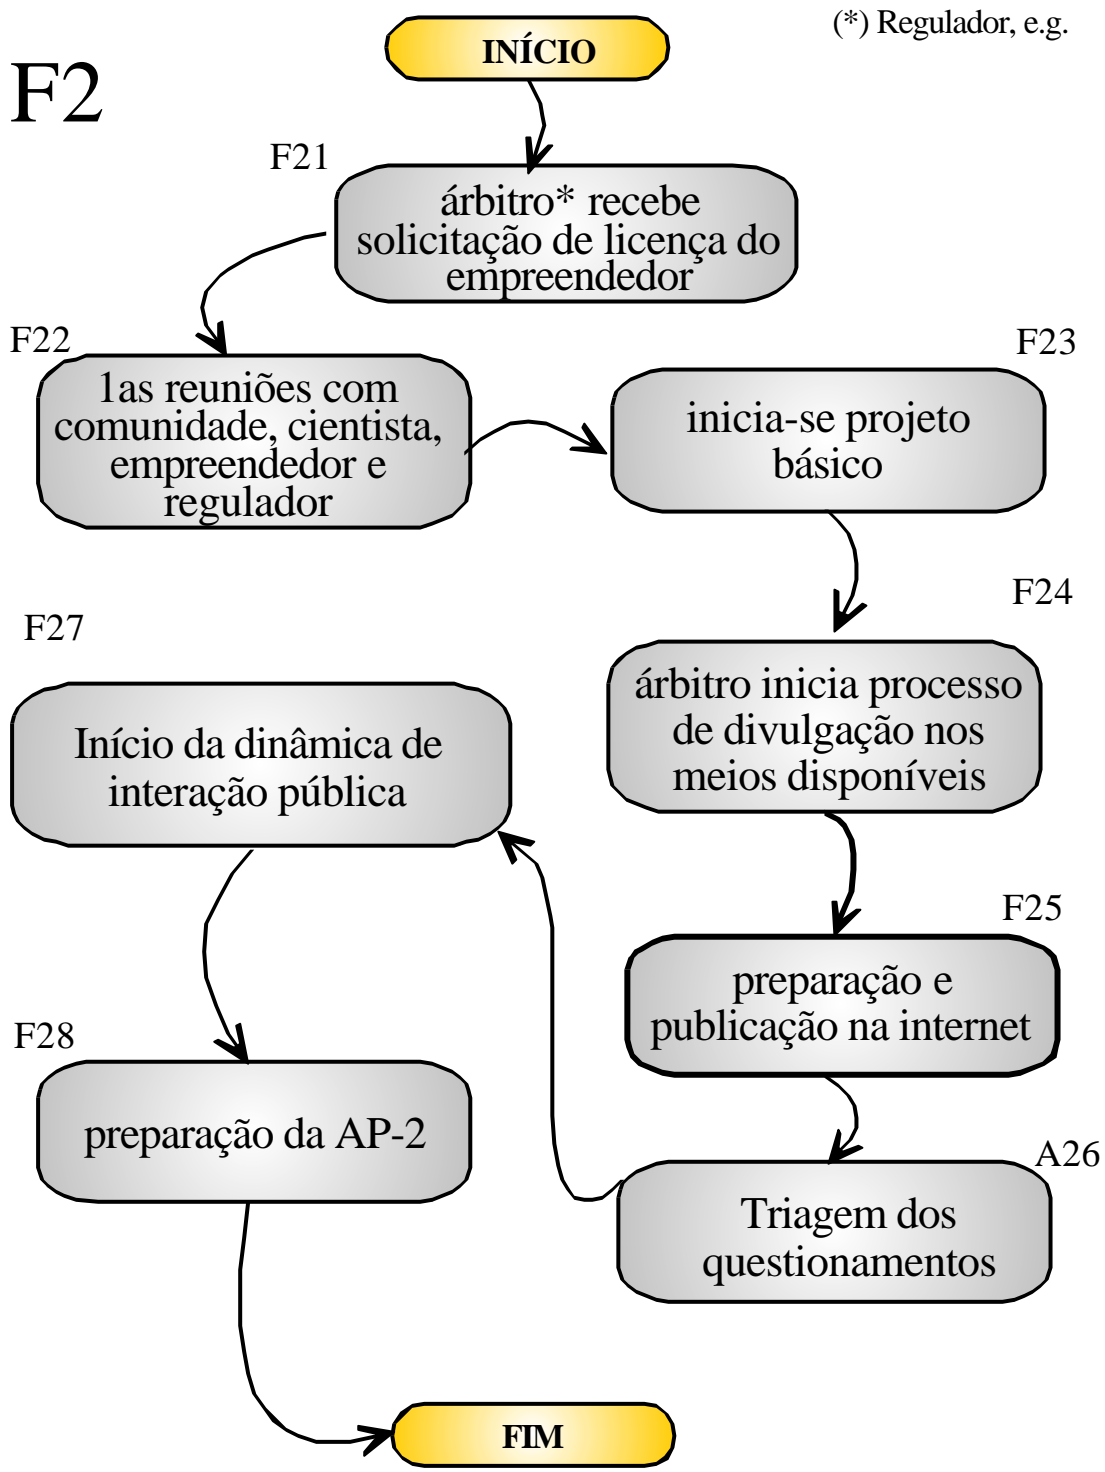 (*) Regulador, e.g.
INÍCIO
F2
F21
árbitro* recebe
solicitação de licença do
empreendedor
F22
1as reuniões com
comunidade, cientista,
empreendedor e
regulador
F23
inicia-se projeto
básico
F24
árbitro inicia processo
de divulgação nos
meios disponíveis
F25
preparação e
publicação na internet
A26
Triagem dos
questionamentos
F27
Início da dinâmica de
interação pública
F28
preparação da AP-2
FIM